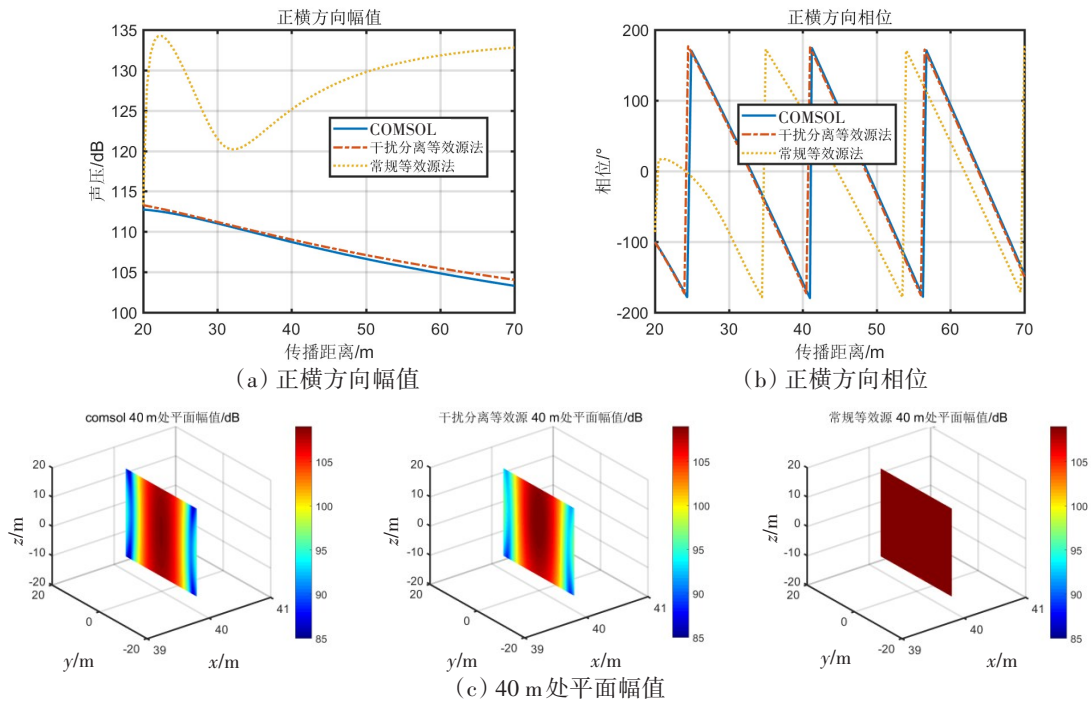 正横方向幅值
135
130
125
120
115
110
105
100
20
30
40
50
60
70
声压/dB
传播距离/m
COMSOL
干扰分离等效源法
常规等效源法
(a) 正横方向幅值
正横方向相位
200
100
0
-100
-200
20
30
40
50
60
70
相位/°
传播距离/m
COMSOL
干扰分离等效源法
常规等效源法
(b) 正横方向相位
comsol 40 m处平面幅值/dB
20
10
0
-10
-20
z/m
20
0
-20
y/m
39
40
41
x/m
105
100
95
90
85
干扰分离等效源 40 m处平面幅值/dB
20
10
0
-10
-20
z/m
20
0
-20
y/m
39
40
41
x/m
105
100
95
90
85
常规等效源 40 m处平面幅值/dB
20
10
0
-10
-20
z/m
20
0
-20
y/m
39
40
41
x/m
105
100
95
90
85
(c) 40 m处平面幅值